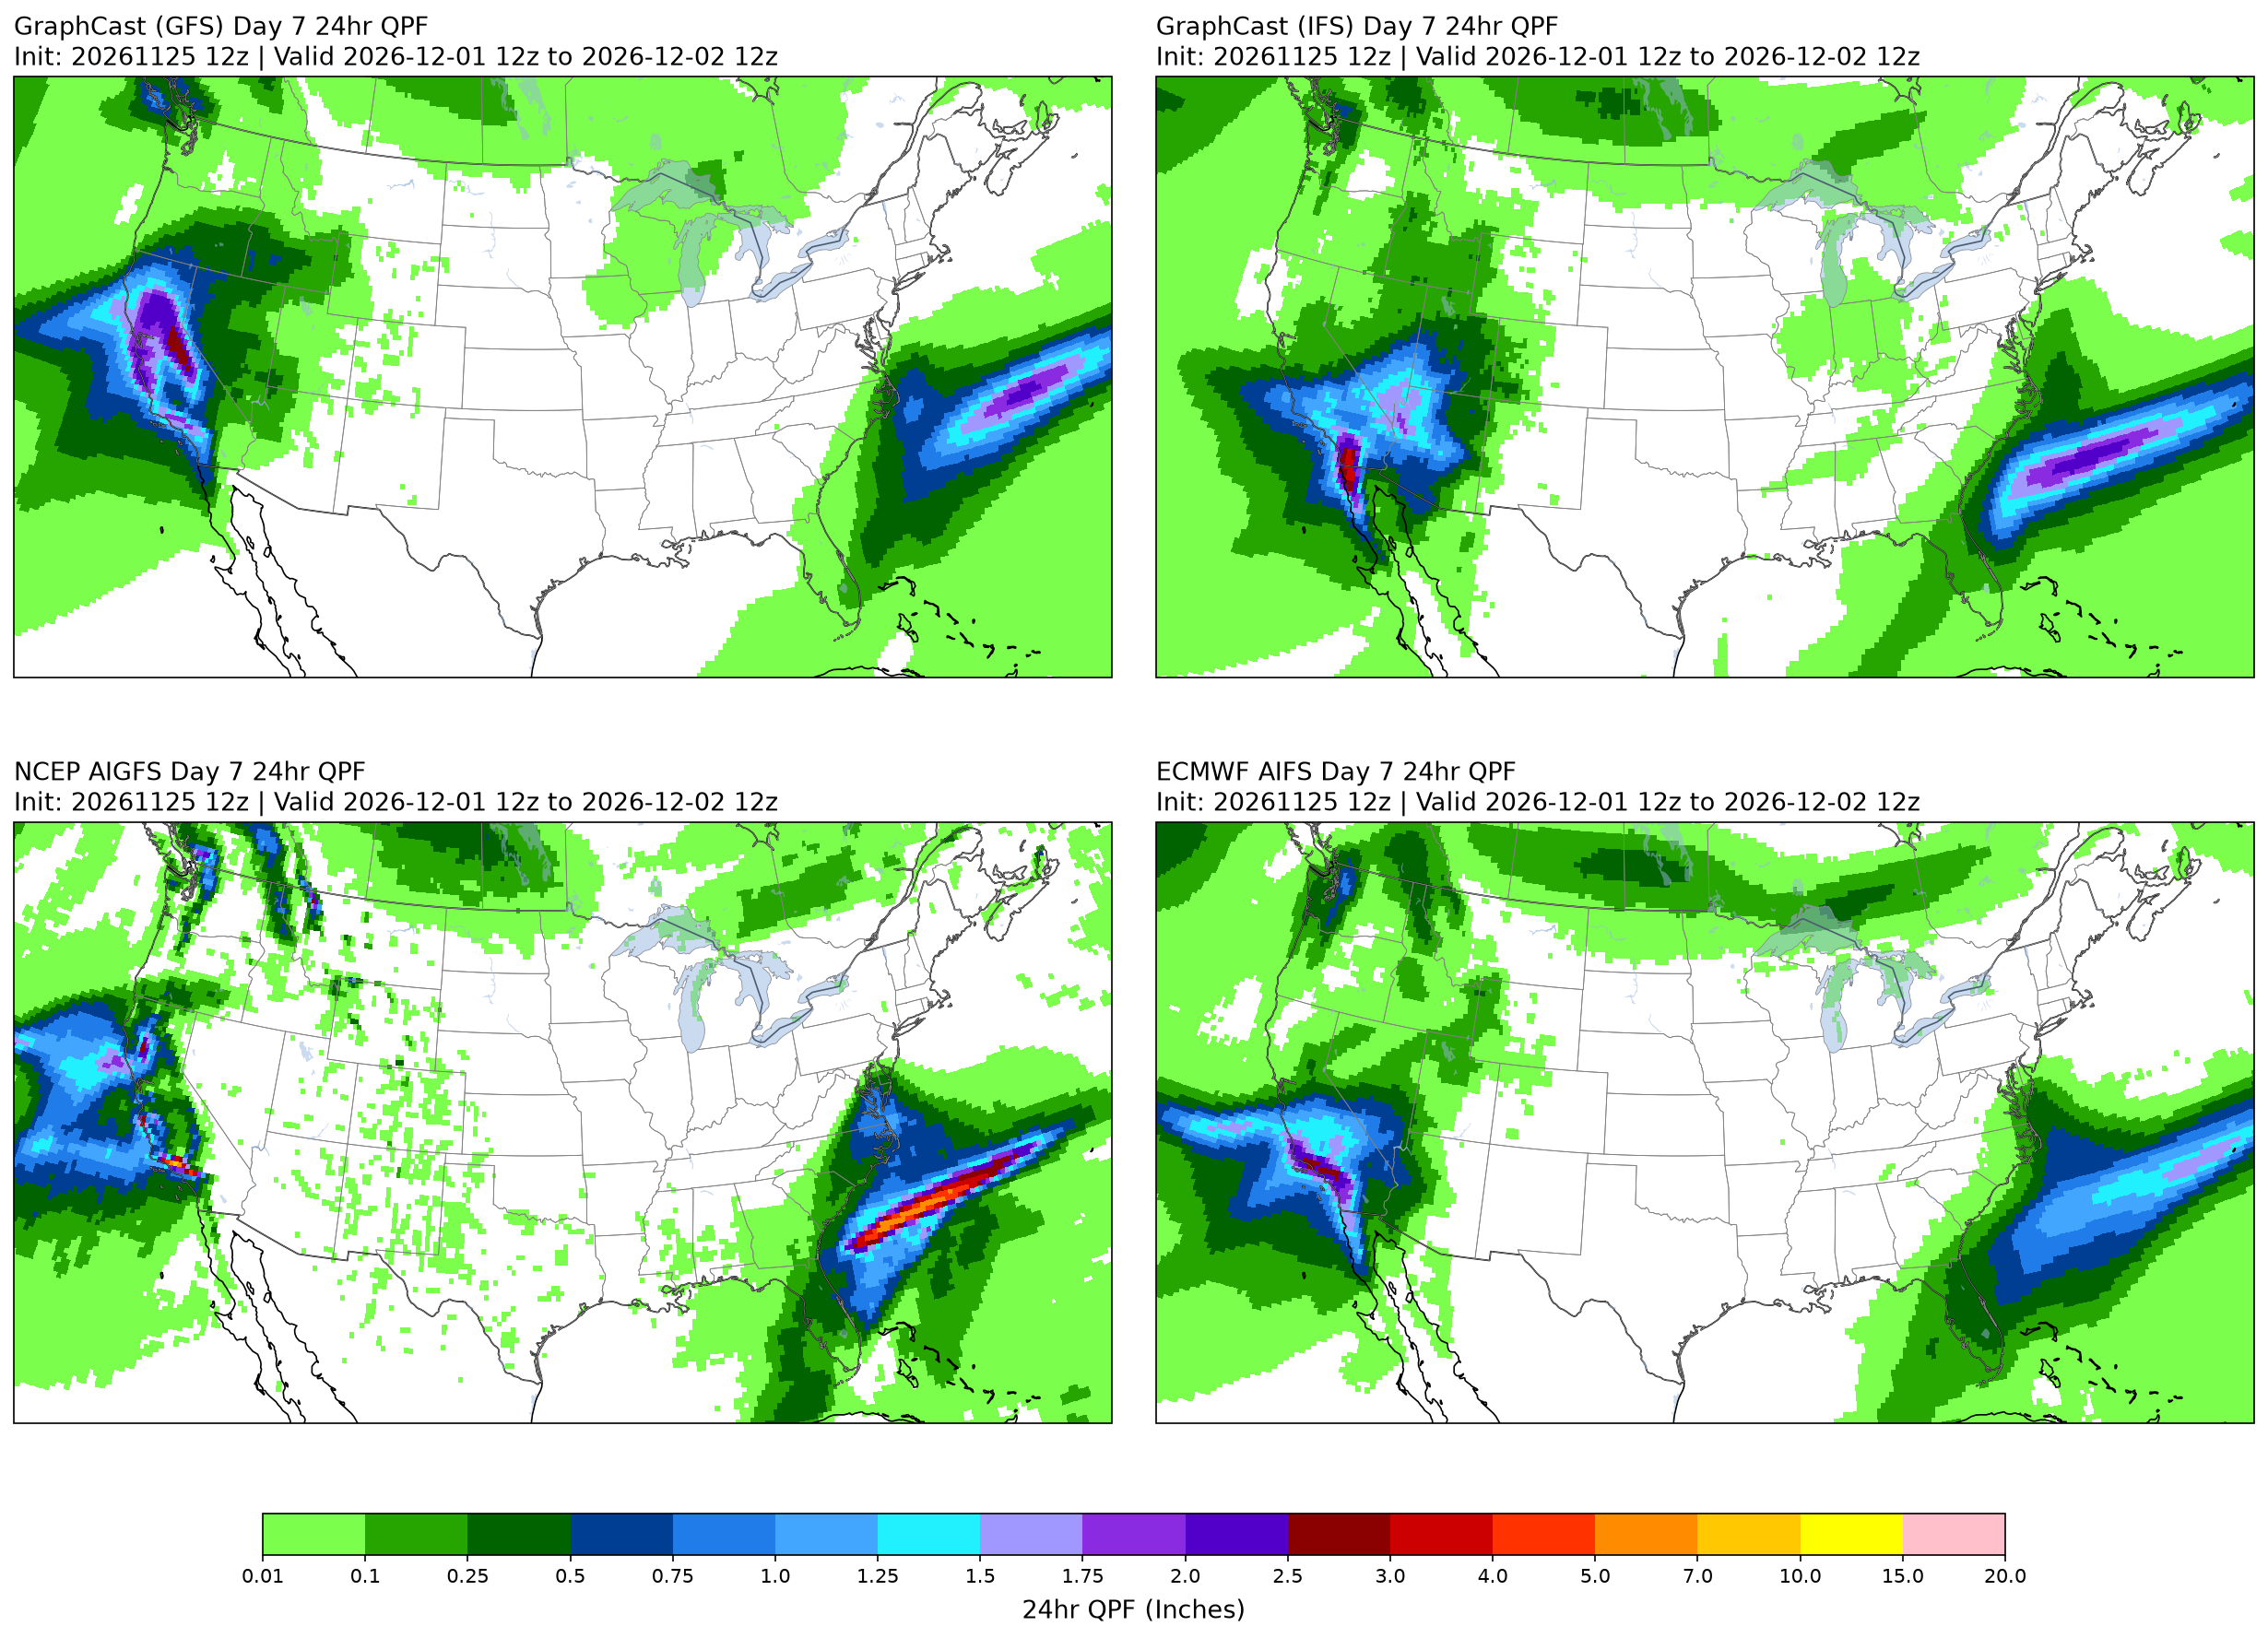 GraphCast (GFS) Day 7 24hr QPF
Init: 20261125 12z | Valid 2026-12-01 12z to 2026-12-02 12z
GraphCast (IFS) Day 7 24hr QPF
Init: 20261125 12z | Valid 2026-12-01 12z to 2026-12-02 12z
NCEP AIGFS Day 7 24hr QPF
Init: 20261125 12z | Valid 2026-12-01 12z to 2026-12-02 12z
ECMWF AIFS Day 7 24hr QPF
Init: 20261125 12z | Valid 2026-12-01 12z to 2026-12-02 12z
0.01 0.1 0.25 0.5 0.75 1.0 1.25 1.5 1.75 2.0 2.5 3.0 4.0 5.0 7.0 10.0 15.0 20.0
24hr QPF (Inches)